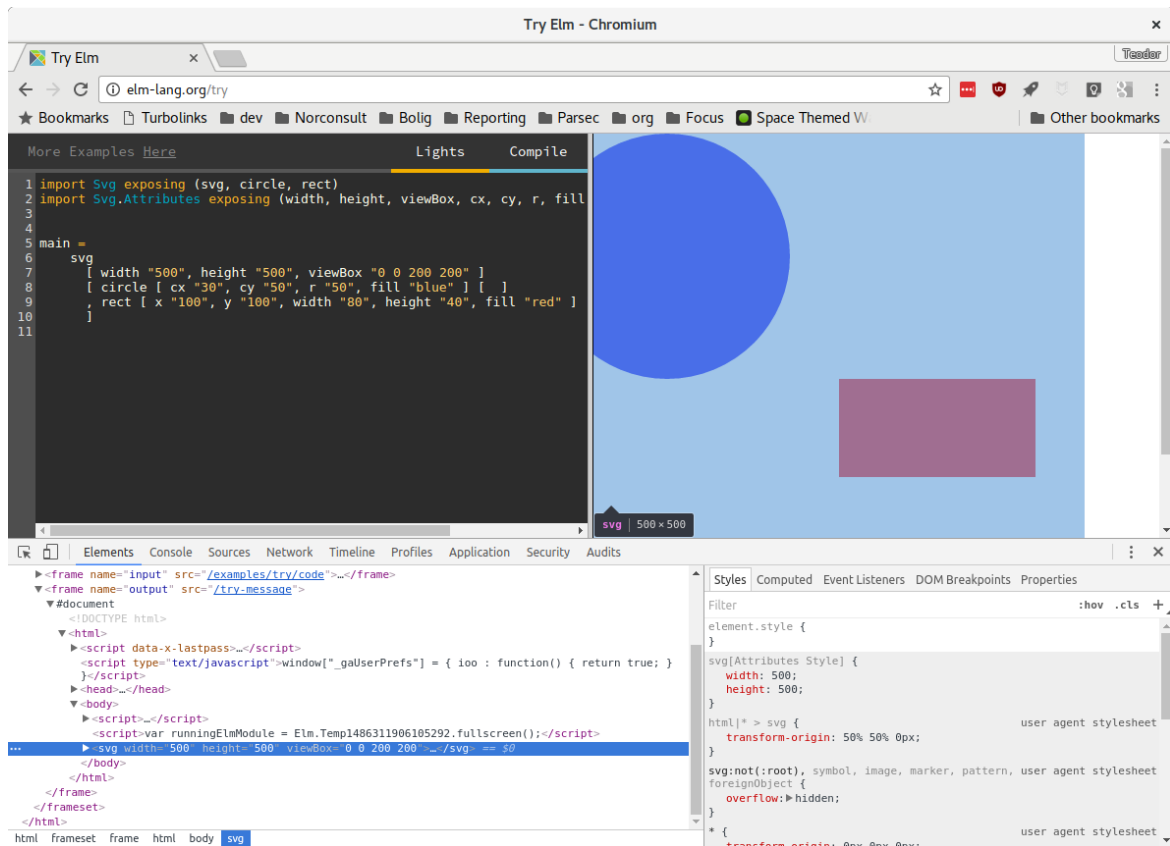 Try Elm - Chromium ×
Try Elm × Teodor
elm-lang.org/try
Bookmarks Turbolinks dev Norconsult Bolig Reporting Parsec org Focus Space Themed W Other bookmarks
More Examples Here Lights Compile
1 import Svg exposing (svg, circle, rect)
2 import Svg.Attributes exposing (width, height, viewBox, cx, cy, r, fill
3
4
5 main =
6 svg
7 [ width "500", height "500", viewBox "0 0 200 200" ]
8 [ circle [ cx "30", cy "50", r "50", fill "blue" ] [ ]
9 , rect [ x "100", y "100", width "80", height "40", fill "red" ]
10 ]
11
svg 500 × 500
Elements Console Sources Network Timeline Profiles Application Security Audits
▶<frame name="input" src="/examples/try/code">…</frame>
▼<frame name="output" src="/try-message">
▼#document
<!DOCTYPE html>
▼<html>
▶<script data-x-lastpass>…</script>
<script type="text/javascript">window["_gaUserPrefs"] = { ioo : function() { return true; }
}</script>
▶<head>…</head>
▼<body>
▶<script>…</script>
<script>var runningElmModule = Elm.Temp1486311906105292.fullscreen();</script>
… ▶<svg width="500" height="500" viewBox="0 0 200 200">…</svg> == $0
</body>
</html>
</frame>
</frameset>
</html>
html frameset frame html body svg
Styles Computed Event Listeners DOM Breakpoints Properties
Filter :hov .cls +
element.style {
}
svg[Attributes Style] {
width: 500;
height: 500;
}
html|* > svg { user agent stylesheet
transform-origin: 50% 50% 0px;
}
svg:not(:root), symbol, image, marker, pattern, user agent stylesheet
foreignObject {
overflow:▶hidden;
}
* { user agent stylesheet
transform-origin: 0px 0px 0px;